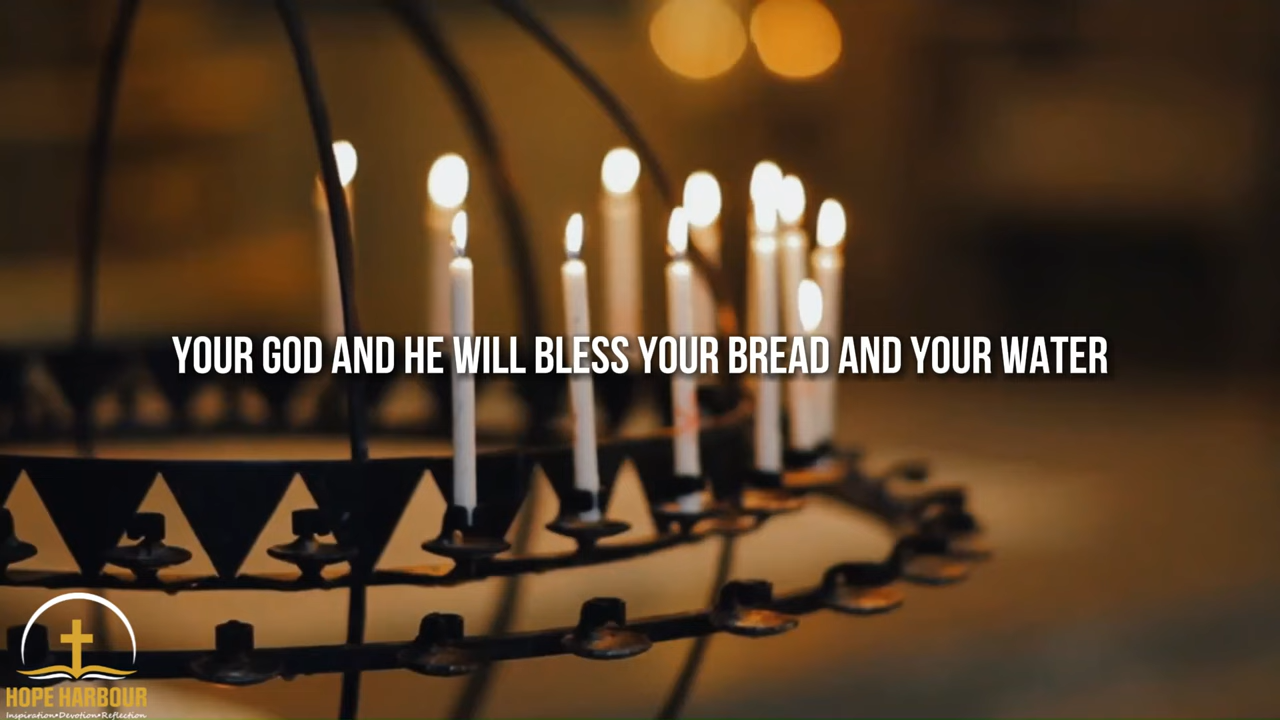 YOUR GOD AND HE WILL BLESS YOUR BREAD AND YOUR WATER
HOPE HARBOUR
Inspiration•Devotion•Reflection